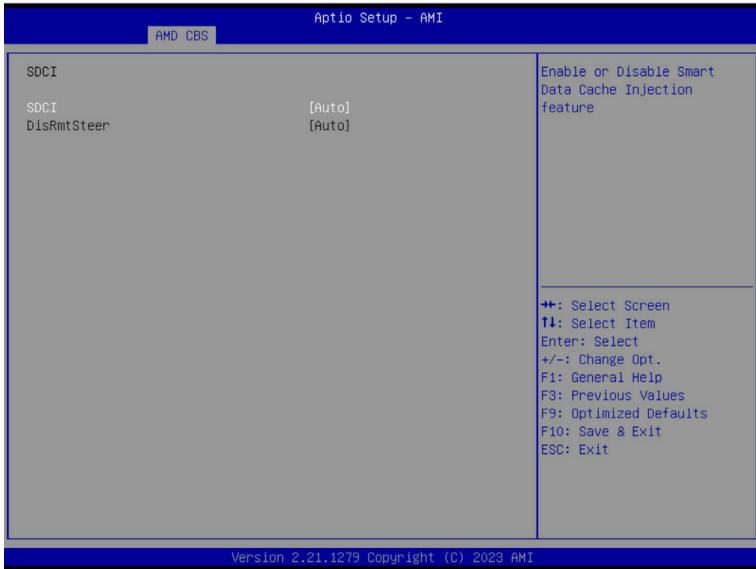 Aptio Setup – AMI
AMD CBS
SDCI
SDCI [Auto]
DisRmtSteer [Auto]
Enable or Disable Smart
Data Cache Injection
feature
→←: Select Screen
↑↓: Select Item
Enter: Select
+/-: Change Opt.
F1: General Help
F3: Previous Values
F9: Optimized Defaults
F10: Save & Exit
ESC: Exit
Version 2.21.1279 Copyright (C) 2023 AMI